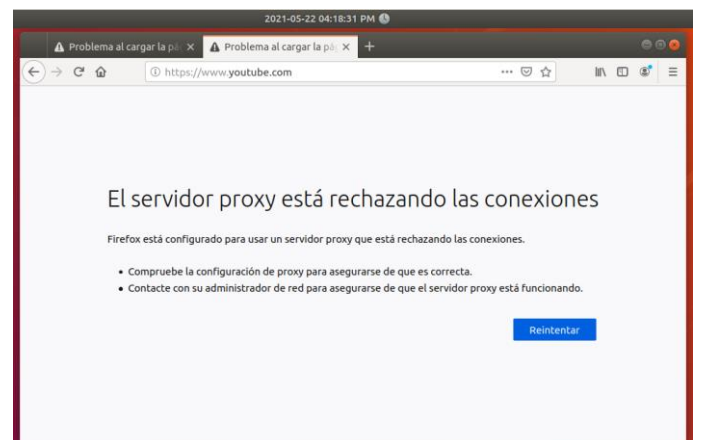 2021-05-22 04:18:31 PM
Problema al cargar la pá
Problema al cargar la pág
https://www.youtube.com
El servidor proxy está rechazando las conexiones
Firefox está configurado para usar un servidor proxy que está rechazando las conexiones.
Compruebe la configuración de proxy para asegurarse de que es correcta.
Contacte con su administrador de red para asegurarse de que el servidor proxy está funcionando.
Reintentar